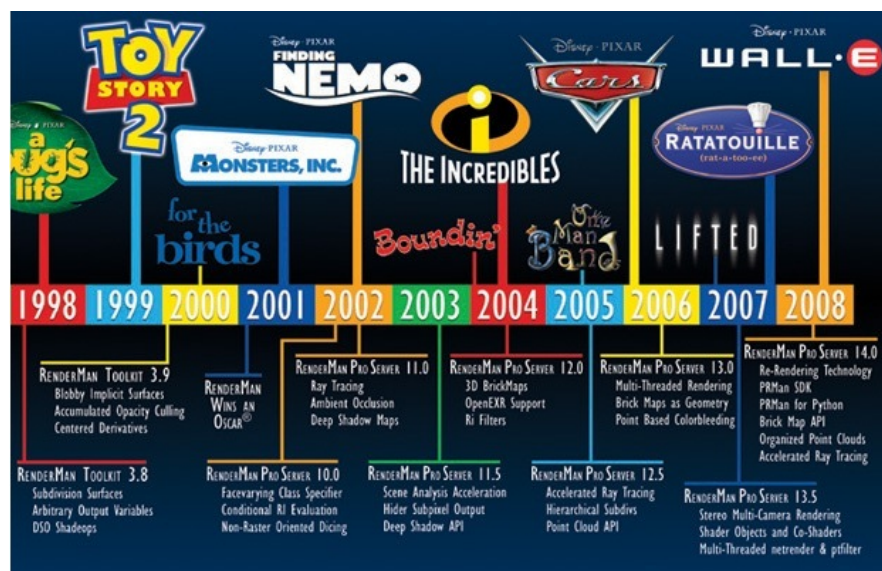 Disney · PIXAR
a
bug's
life
TOY
STORY
2
Disney · PIXAR
FINDING
NEMO
Disney · PIXAR
MONSTERS, INC.
for the
birds
THE INCREDIBLES
Boundin'
Disney · PIXAR
Cars
One
Man
Band
Disney · PIXAR
WALL·E
Disney · PIXAR
RATATOUILLE
(rat-a-too-ee)
LIFTED
1998 1999 2000 2001 2002 2003 2004 2005 2006 2007 2008
RENDERMAN TOOLKIT 3.9
Blobby Implicit Surfaces
Accumulated Opacity Culling
Centered Derivatives
RENDERMAN
WINS AN
OSCAR®
RENDERMAN PRO SERVER 11.0
Ray Tracing
Ambient Occlusion
Deep Shadow Maps
RENDERMAN PRO SERVER 12.0
3D BrickMaps
OpenEXR Support
Ri Filters
RENDERMAN PRO SERVER 13.0
Multi-Threaded Rendering
Brick Maps as Geometry
Point Based Colorbleeding
RENDERMAN PRO SERVER 14.0
Re-Rendering Technology
PRMan SDK
PRMan for Python
Brick Map API
Organized Point Clouds
Accelerated Ray Tracing
RENDERMAN TOOLKIT 3.8
Subdivision Surfaces
Arbitrary Output Variables
DSO Shadeops
RENDERMAN PRO SERVER 10.0
Facevarying Class Specifier
Conditional RI Evaluation
Non-Raster Oriented Dicing
RENDERMAN PRO SERVER 11.5
Scene Analysis Acceleration
Hider Subpixel Output
Deep Shadow API
RENDERMAN PRO SERVER 12.5
Accelerated Ray Tracing
Hierarchical Subdivs
Point Cloud API
RENDERMAN PRO SERVER 13.5
Stereo Multi-Camera Rendering
Shader Objects and Co-Shaders
Multi-Threaded netrender & ptfilter